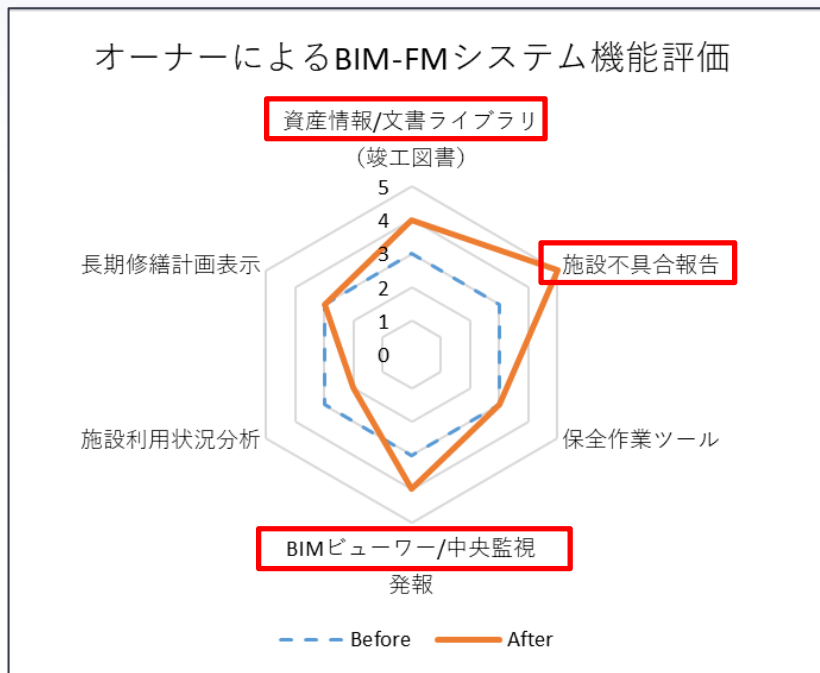 オーナーによるBIM-FMシステム機能評価
資産情報/文書ライブラリ
(竣工図書)
5
4
3
2
1
0
長期修繕計画表示
施設不具合報告
施設利用状況分析
保全作業ツール
BIMビューワー/中央監視
発報
Before
After